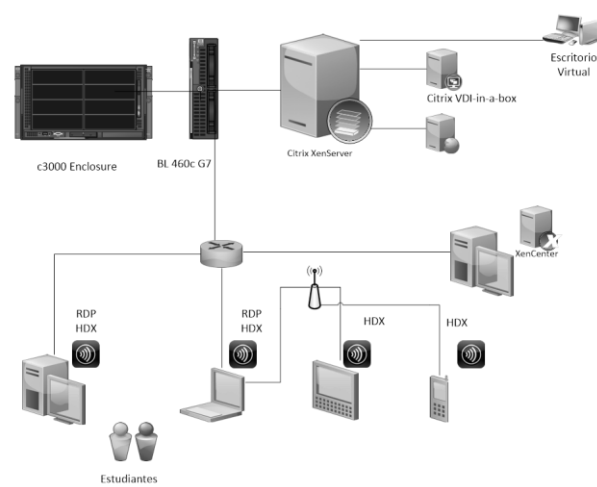 Escritorio
Virtual
Citrix VDI-in-a-box
Citrix XenServer
c3000 Enclosure
BL 460c G7
XenCenter
RDP
HDX
RDP
HDX
HDX
HDX
Estudiantes